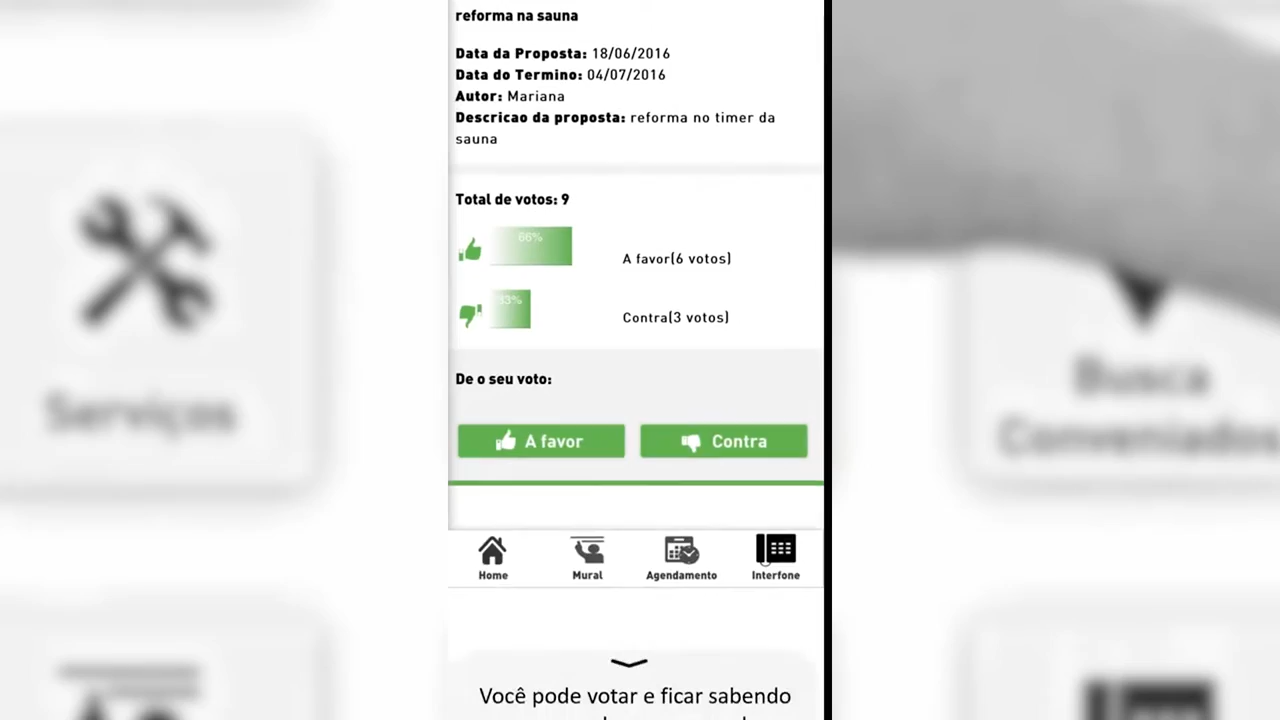 reforma na sauna
Data da Proposta: 18/06/2016
Data do Termino: 04/07/2016
Autor: Mariana
Descricao da proposta: reforma no timer da
sauna
Total de votos: 9
66%
A favor(6 votos)
33%
Contra(3 votos)
De o seu voto:
A favor
Contra
Home
Mural
Agendamento
Interfone
Você pode votar e ficar sabendo
Serviços
Busca
Conveniados